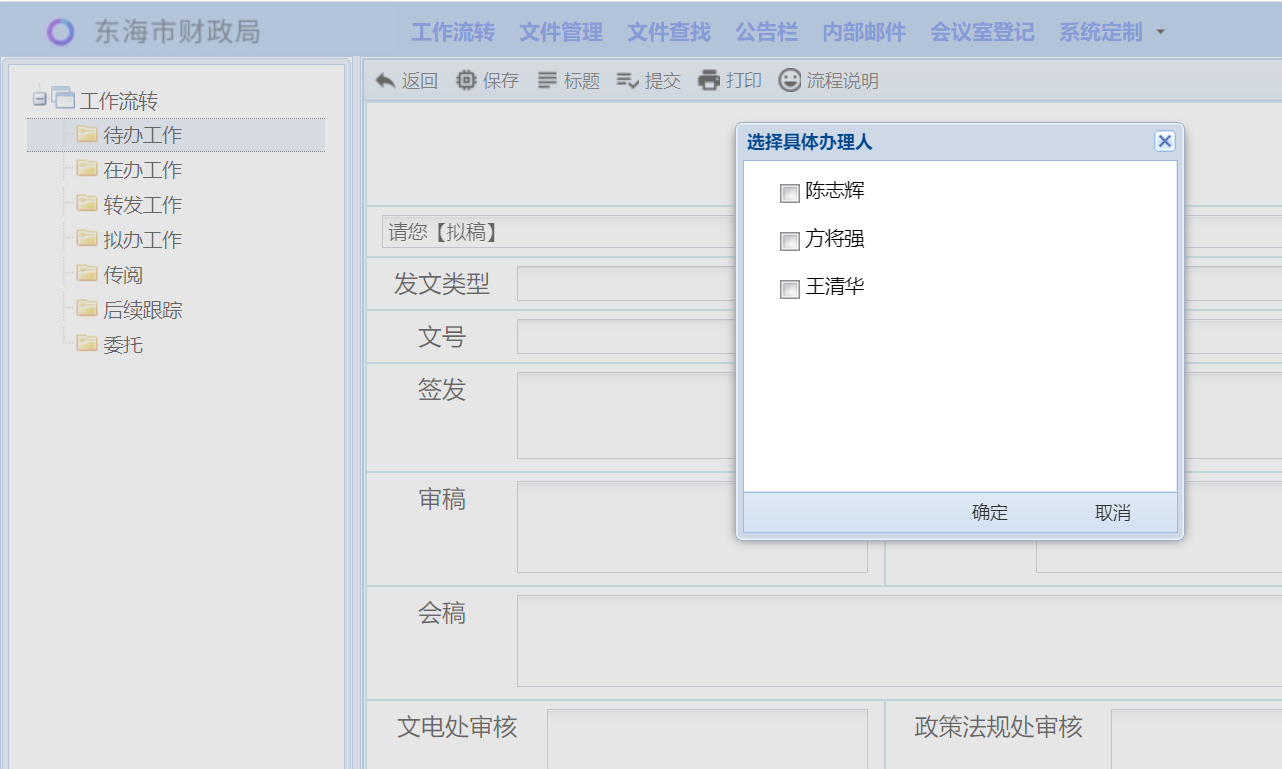 东海市财政局 工作流转 文件管理 文件查找 公告栏 内部邮件 会议室登记 系统定制
返回 保存 标题 提交 打印 流程说明
工作流转
待办工作
在办工作
转发工作
拟办工作
传阅
后续跟踪
委托
选择具体办理人
陈志辉
方将强
王清华
确定 取消
请您【拟稿】
发文类型
文号
签发
审稿
会稿
文电处审核 政策法规处审核